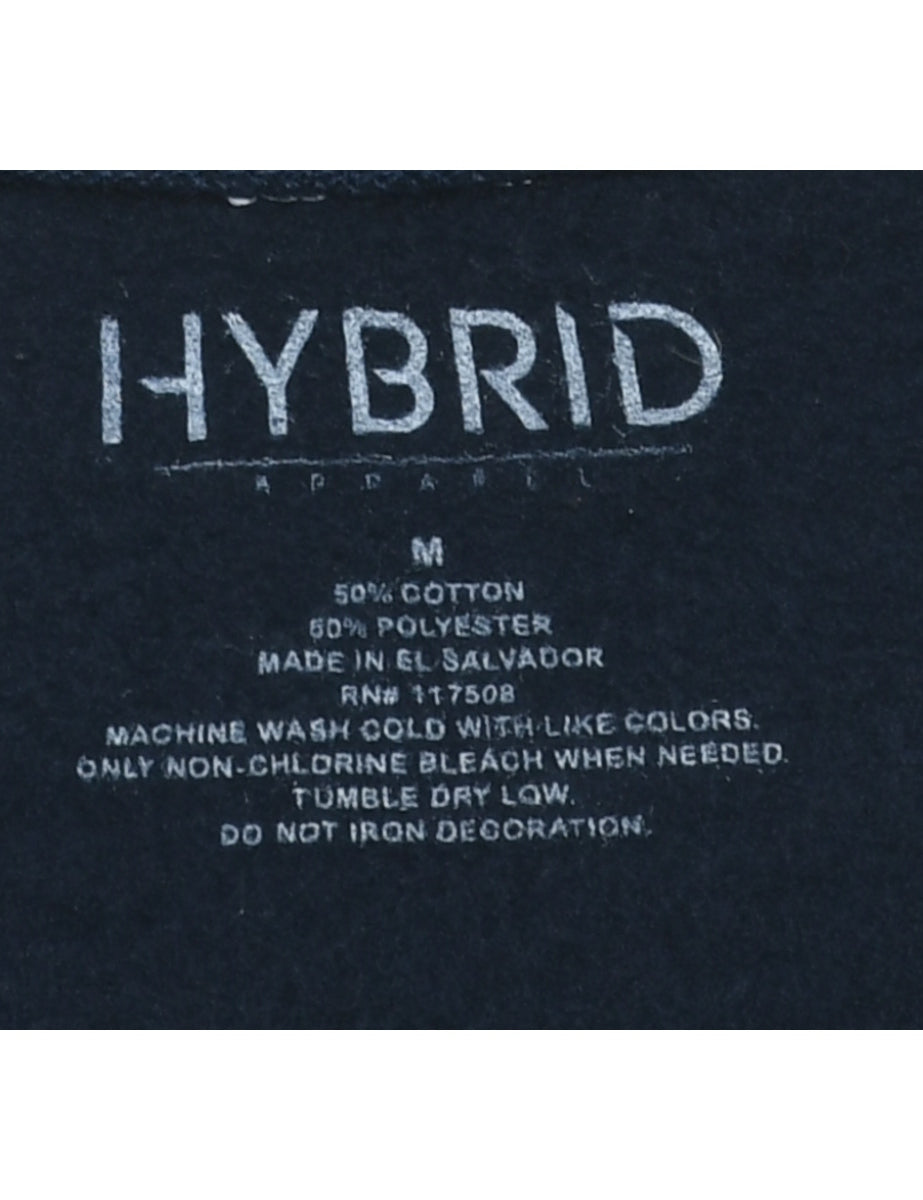 HYBRID
APPAREL
M
50% COTTON
50% POLYESTER
MADE IN EL SALVADOR
RN# 117508
MACHINE WASH COLD WITH LIKE COLORS.
ONLY NON-CHLORINE BLEACH WHEN NEEDED.
TUMBLE DRY LOW.
DO NOT IRON DECORATION.